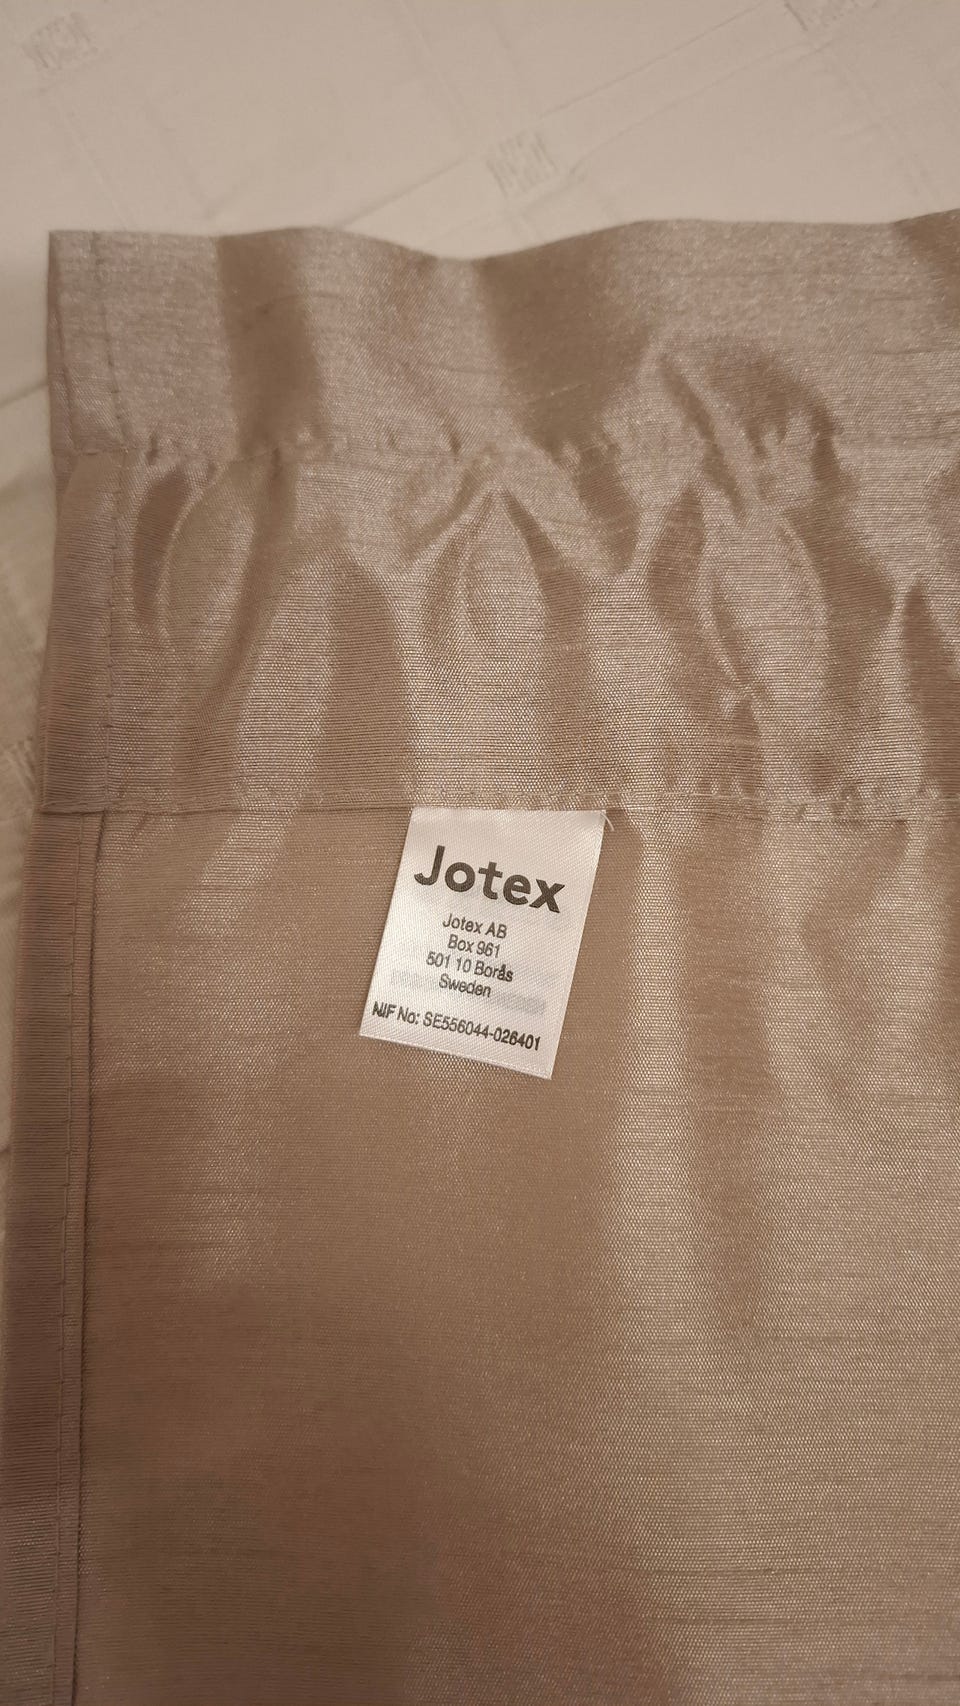 Jotex
Jotex AB
Box 961
501 10 Borås
Sweden
NIF No: SE556044-026401